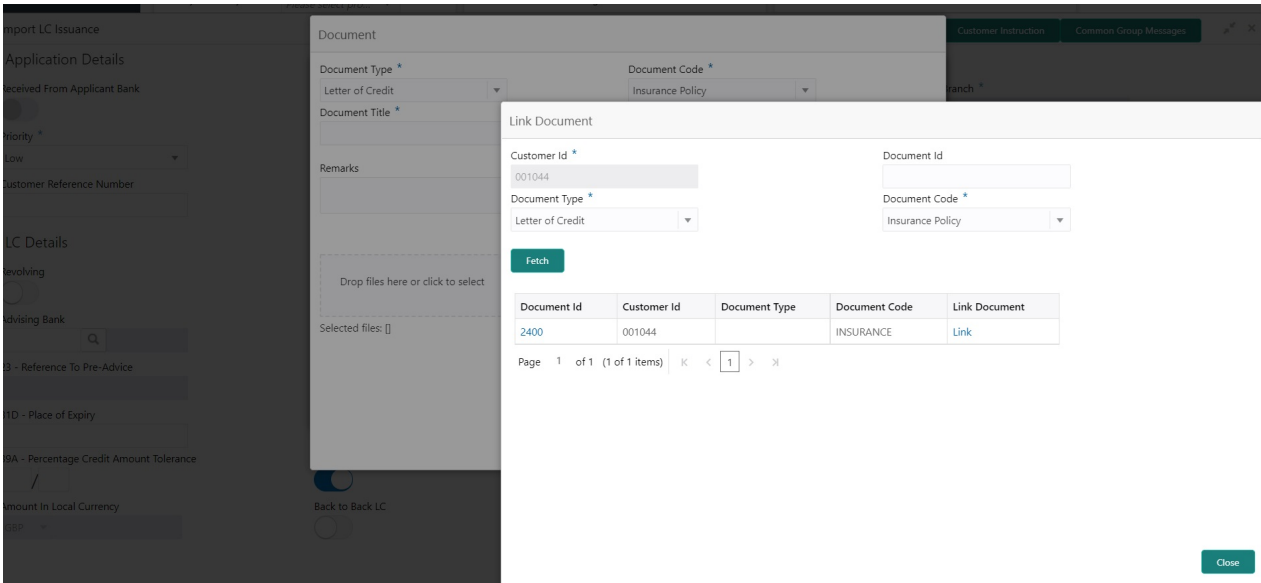 Please select proc
mport LC Issuance
Document
Customer Instruction
Common Group Messages
Application Details
Document Type *
Document Code *
Received From Applicant Bank
Letter of Credit
Insurance Policy
ranch *
Document Title *
Link Document
Priority *
Low
Customer Id *
Document Id
Remarks
001044
Customer Reference Number
Document Type *
Document Code *
Letter of Credit
Insurance Policy
LC Details
Fetch
Revolving
Drop files here or click to select
Document Id Customer Id Document Type Document Code Link Document
Advising Bank
Selected files: []
2400 001044 INSURANCE Link
Page 1 of 1 (1 of 1 items) K < 1 > >|
23 - Reference To Pre-Advice
31D - Place of Expiry
39A - Percentage Credit Amount Tolerance
/
Amount In Local Currency
Back to Back LC
GBP
Close